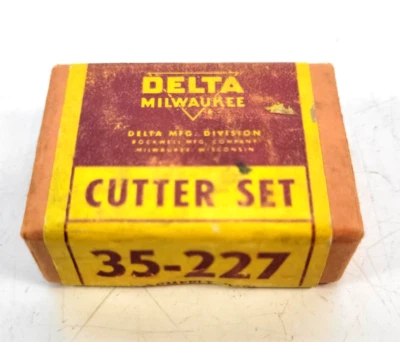 DELTA
MILWAUKEE
DELTA MFG. DIVISION
ROCKWELL MFG. COMPANY
MILWAUKEE WISCONSIN
CUTTER SET
35-227